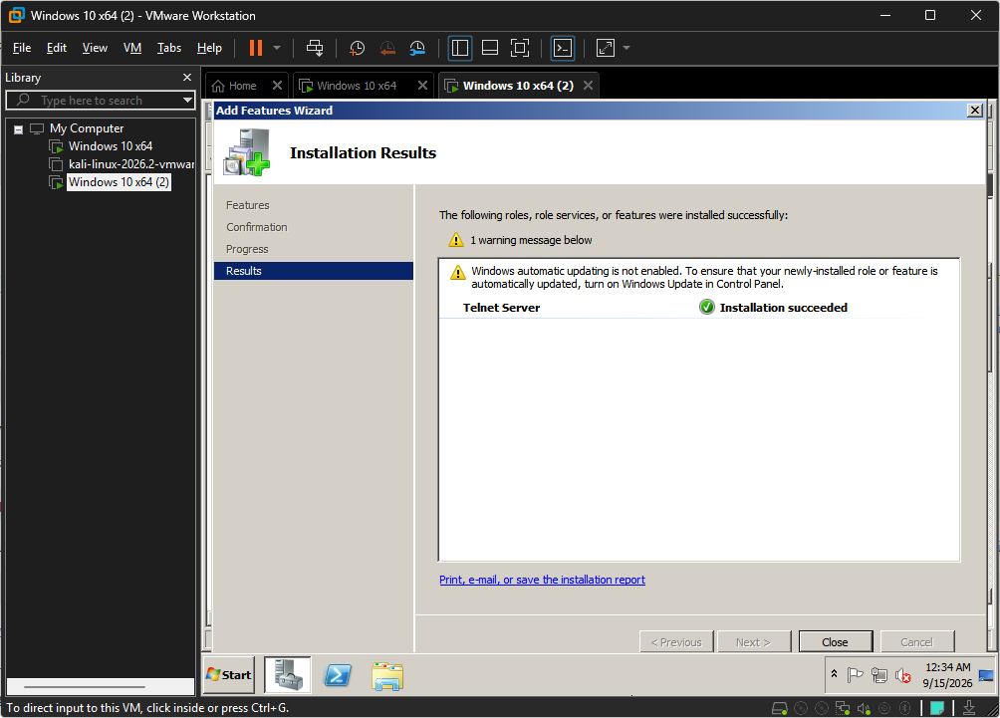 Windows 10 x64 (2) - VMware Workstation
File Edit View VM Tabs Help
Library
Type here to search
My Computer
Windows 10 x64
kali-linux-2026.2-vmwar
Windows 10 x64 (2)
Home
Windows 10 x64
Windows 10 x64 (2)
Add Features Wizard
Installation Results
Features
Confirmation
Progress
Results
The following roles, role services, or features were installed successfully:
1 warning message below
Windows automatic updating is not enabled. To ensure that your newly-installed role or feature is
automatically updated, turn on Windows Update in Control Panel.
Telnet Server
Installation succeeded
Print, e-mail, or save the installation report
< Previous
Next >
Close
Cancel
Start
12:34 AM
9/15/2026
To direct input to this VM, click inside or press Ctrl+G.